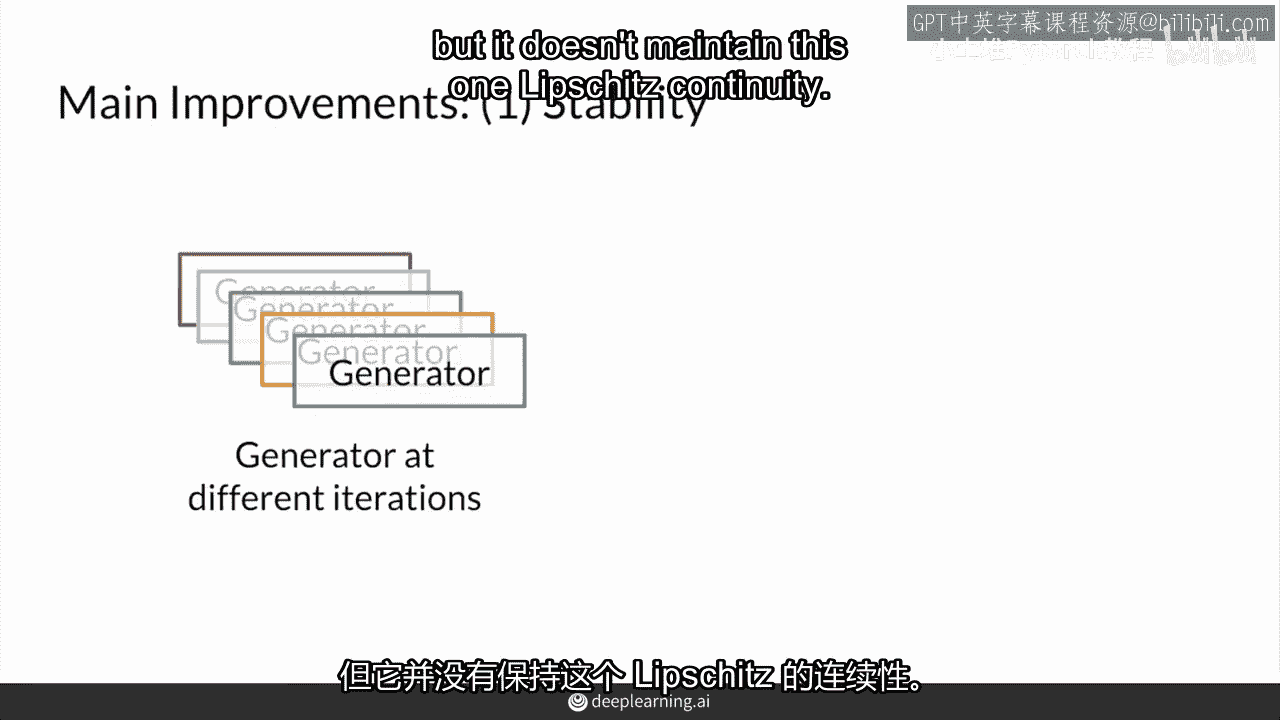 GPT中英字幕课程资源@bilibili.com
but it doesn't maintain this
one Lipschitz continuity.
Main Improvements: (1) Stability
Generator
Generator
Generator
Generator
Generator
Generator at
different iterations
但它并没有保持这个 Lipschitz 的连续性。
deeplearning.ai